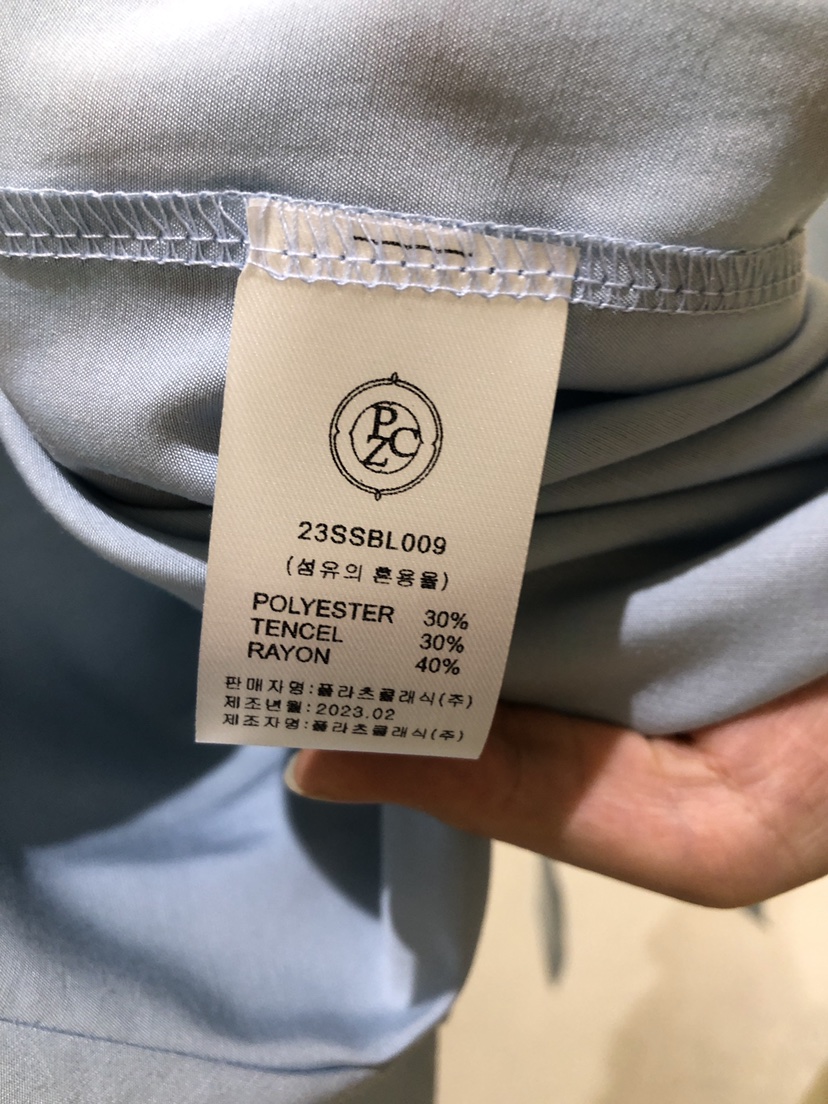 PZC
23SSBL009
(섬유의 혼용율)
POLYESTER 30%
TENCEL 30%
RAYON 40%
판매자명:플라츠클래식(주)
제조년월:2023.02
제조자명:플라츠클래식(주)